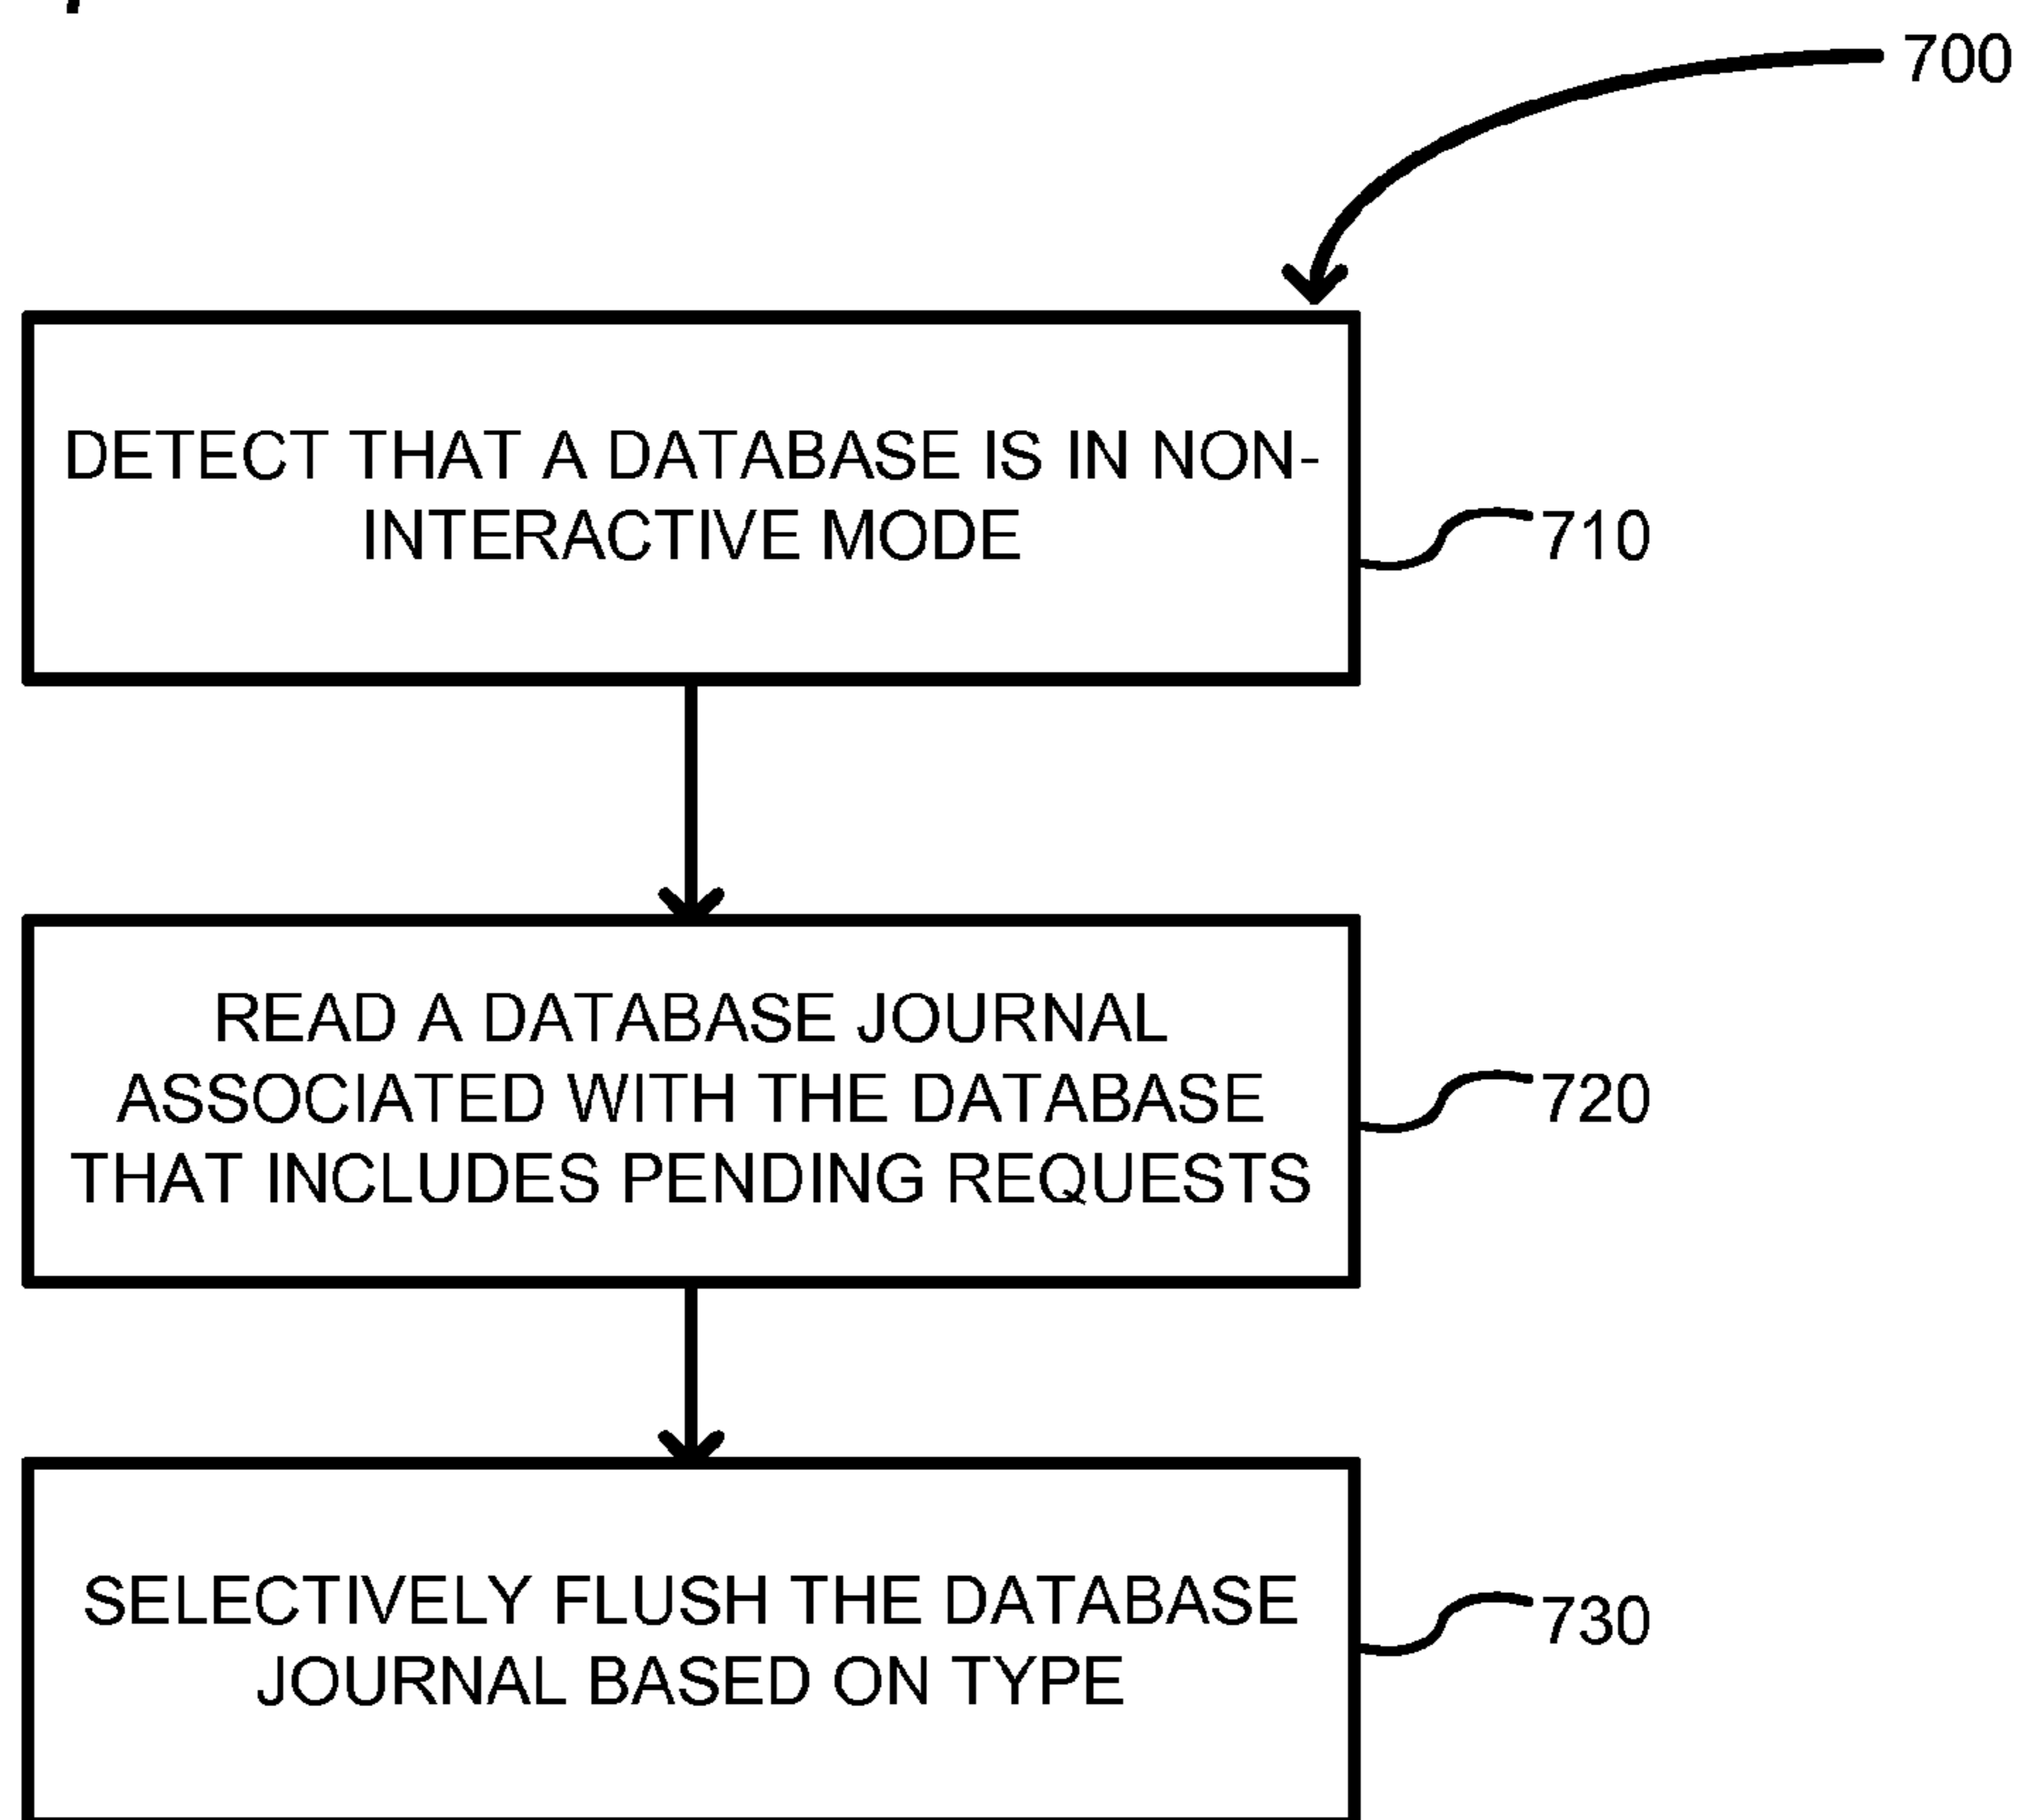 700
DETECT THAT A DATABASE IS IN NON-
INTERACTIVE MODE
710
READ A DATABASE JOURNAL
ASSOCIATED WITH THE DATABASE
THAT INCLUDES PENDING REQUESTS
720
SELECTIVELY FLUSH THE DATABASE
JOURNAL BASED ON TYPE
730